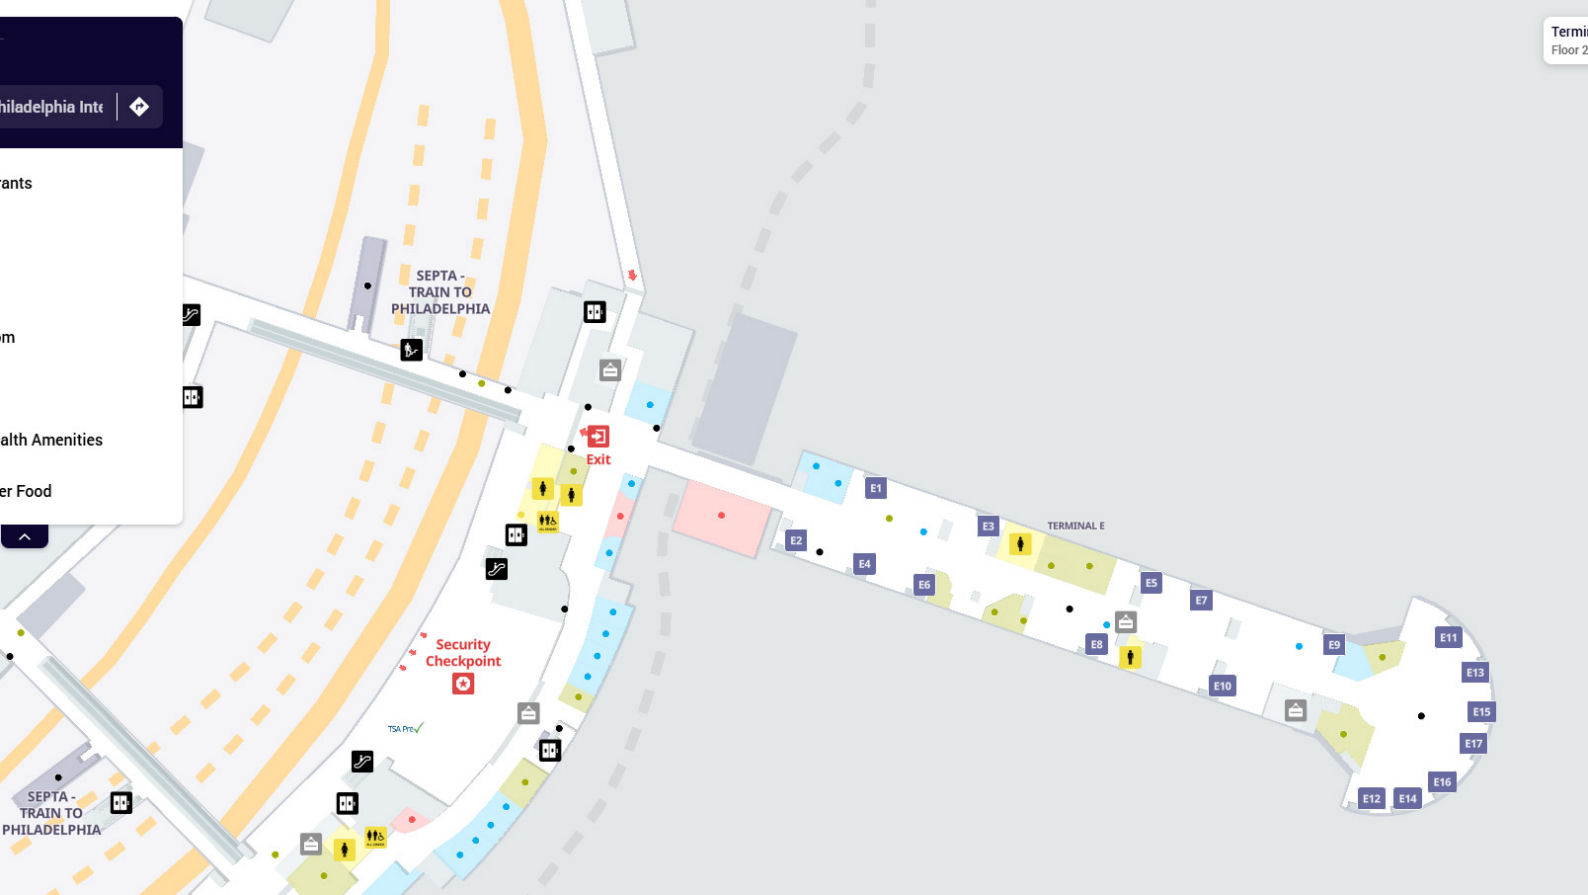 Termi
Floor 2
hiladelphia Inte
rants
om
alth Amenities
er Food
SEPTA -
TRAIN TO
PHILADELPHIA
Exit
E1
E3
TERMINAL E
E2
E4
E6
E5
E7
E8
E9
E10
E11
E13
E15
E17
E16
E12
E14
Security
Checkpoint
TSA Pre✓
SEPTA -
TRAIN TO
PHILADELPHIA